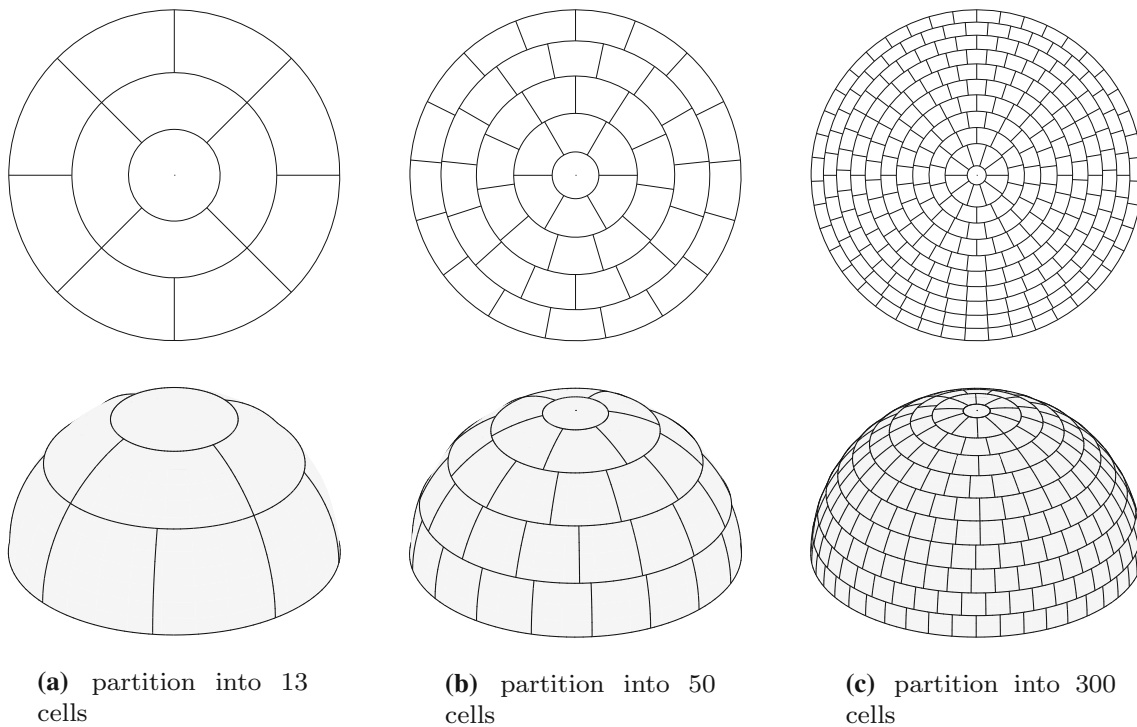 (a) partition into 13
cells
(b) partition into 50
cells
(c) partition into 300
cells